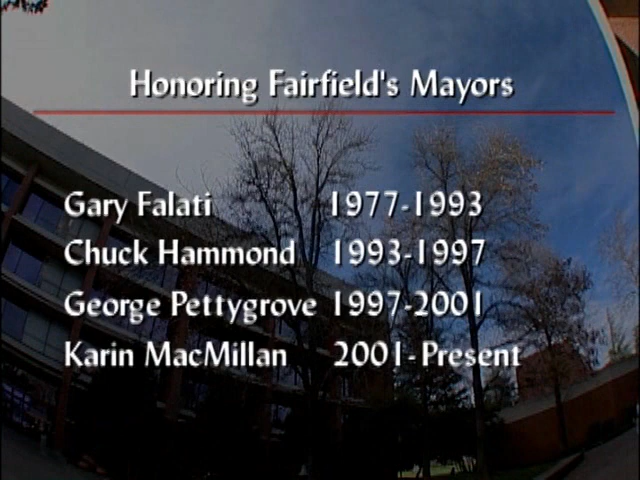 Honoring Fairfield's Mayors
Gary Falati 1977-1993
Chuck Hammond 1993-1997
George Pettygrove 1997-2001
Karin MacMillan 2001-Present